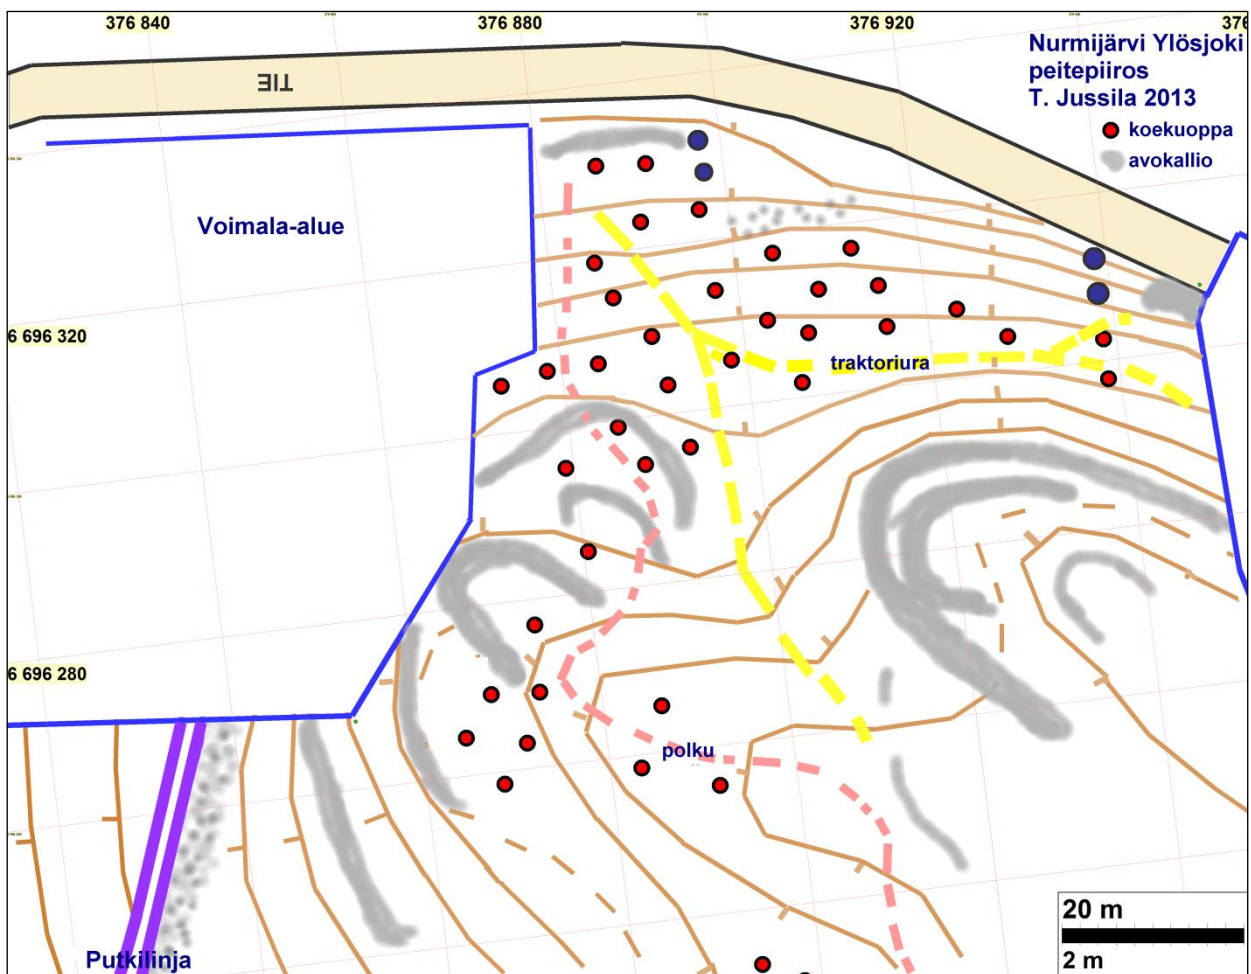 376 840
376 880
376 920
376
Nurmijärvi Ylösjoki
peitepiiros
T. Jussila 2013
koekuoppa
avokallio
TIE
Voimala-alue
6 696 320
traktoriura
6 696 280
polku
Putkilinja
20 m
2 m